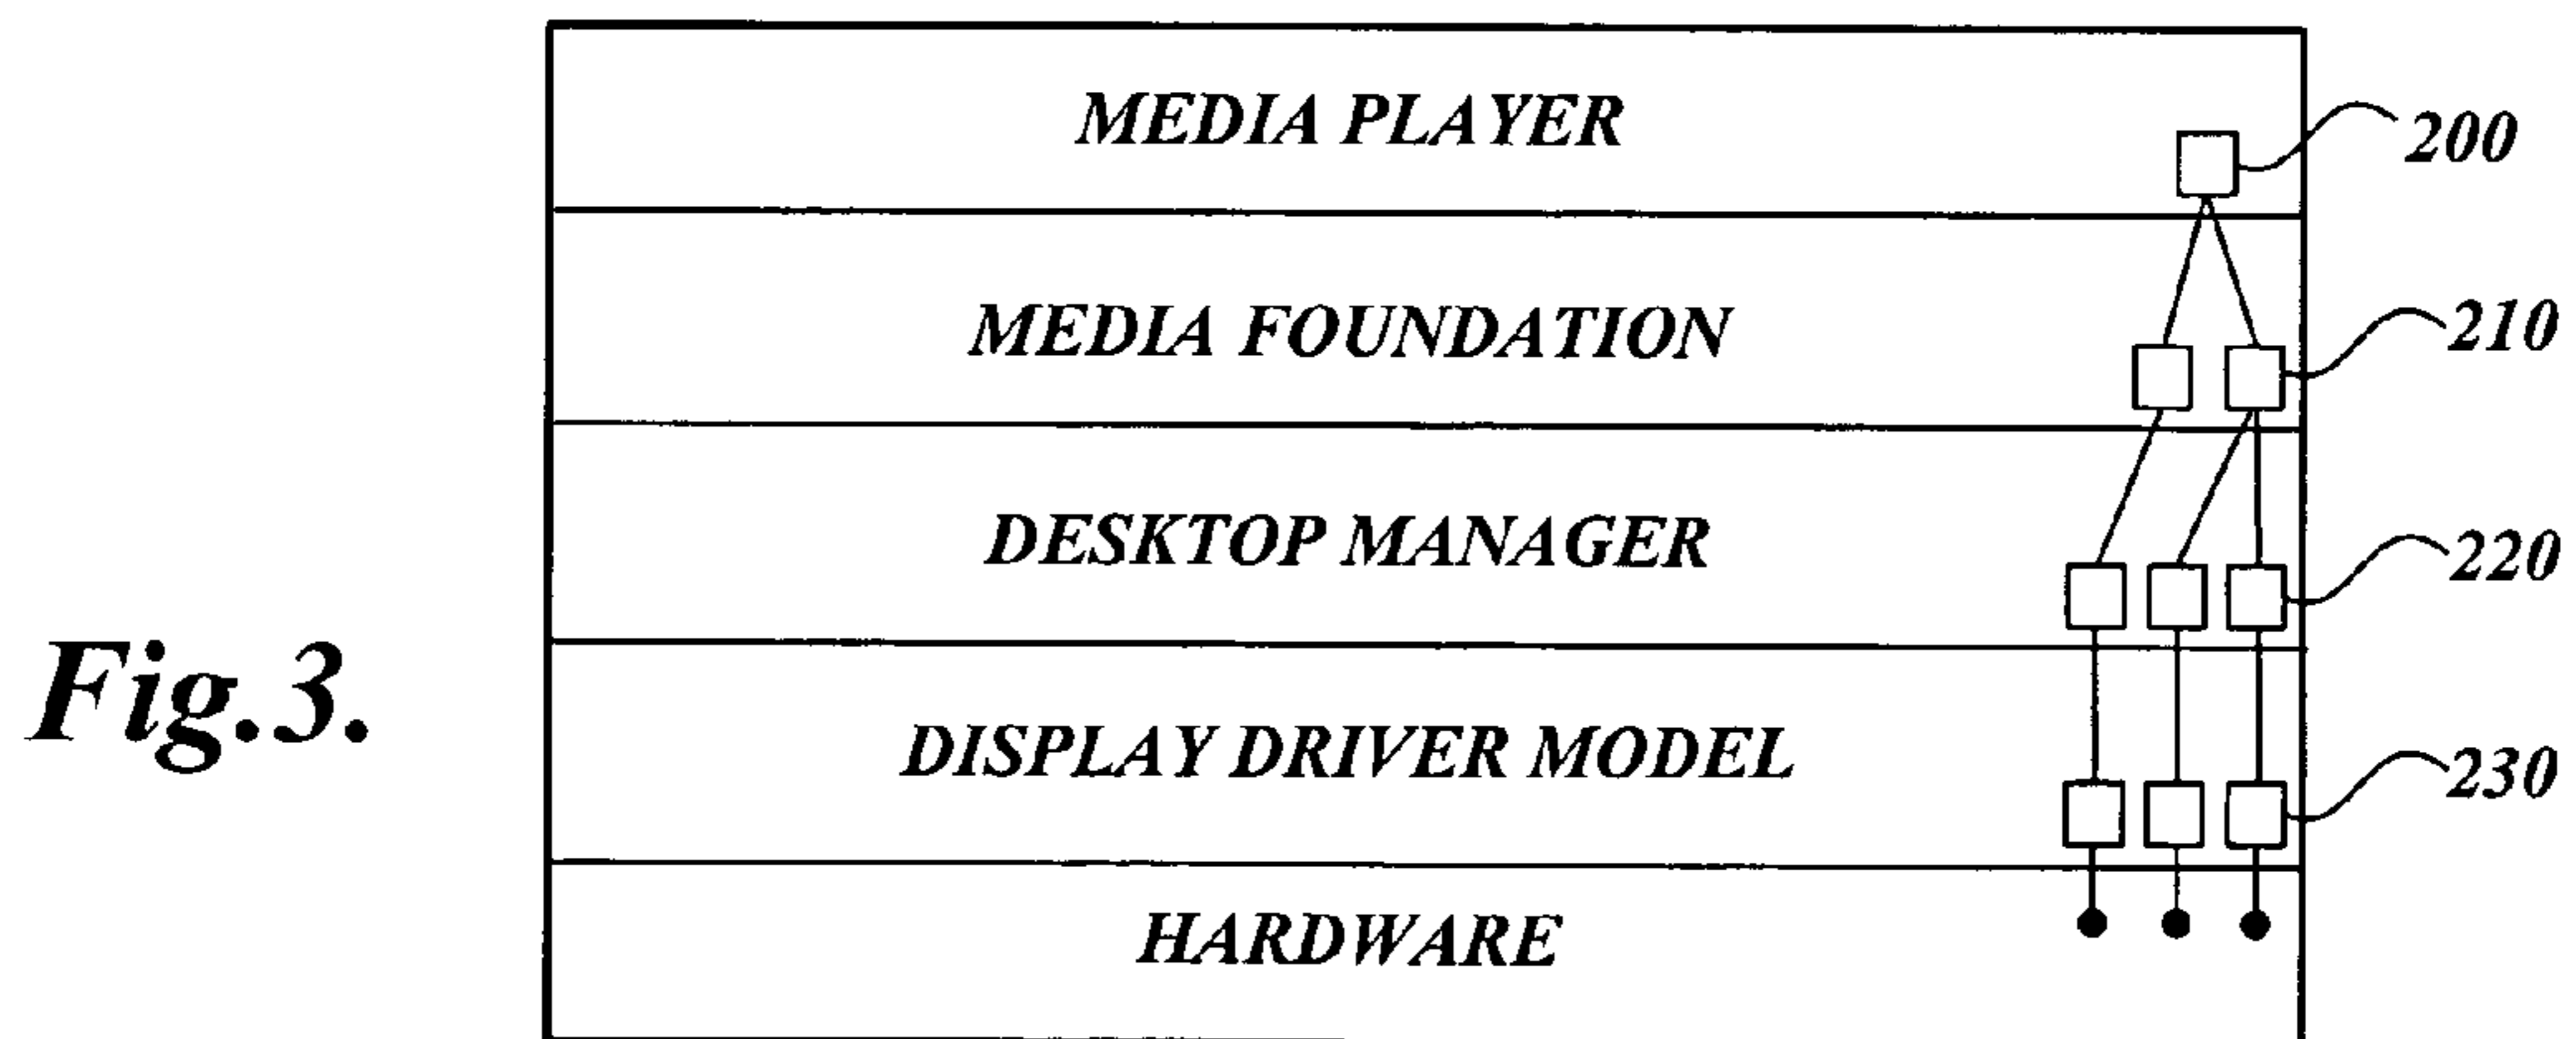 MEDIA PLAYER
200
MEDIA FOUNDATION
210
DESKTOP MANAGER
220
Fig.3.
DISPLAY DRIVER MODEL
230
HARDWARE